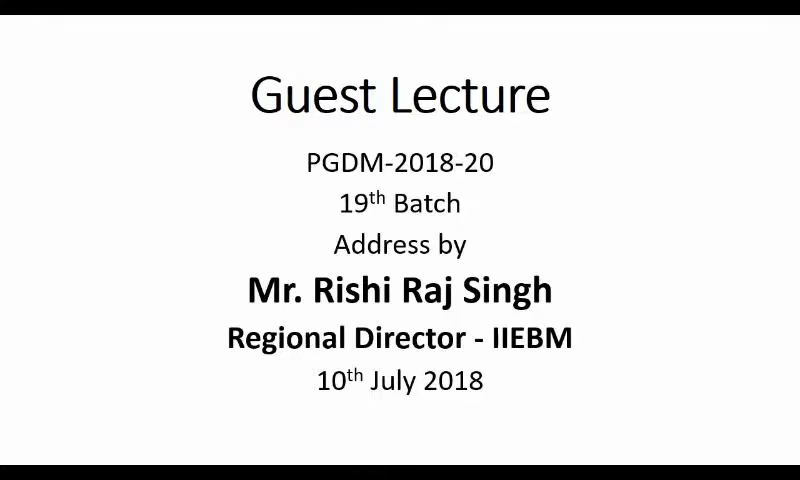 Guest Lecture
PGDM-2018-20
19th Batch
Address by
Mr. Rishi Raj Singh
Regional Director - IIEBM
10th July 2018